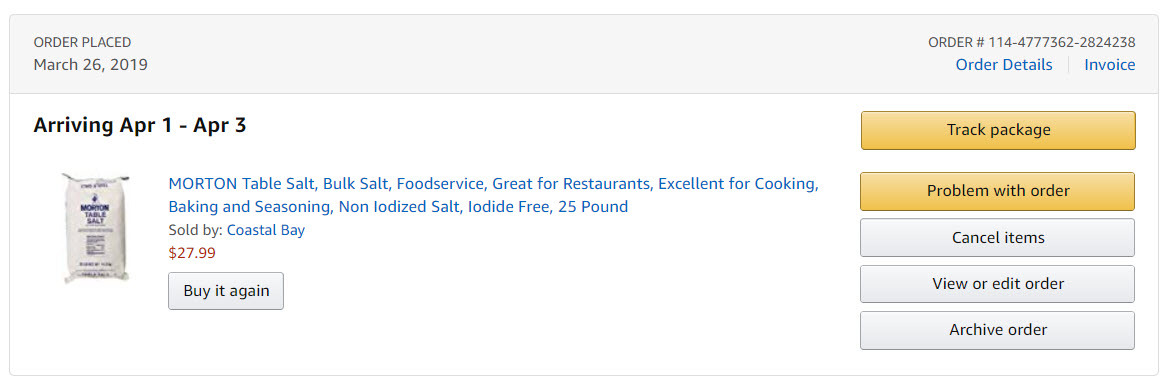 ORDER PLACED
March 26, 2019
ORDER # 114-4777362-2824238
Order Details
Invoice
Arriving Apr 1 - Apr 3
MORTON Table Salt, Bulk Salt, Foodservice, Great for Restaurants, Excellent for Cooking,
Baking and Seasoning, Non Iodized Salt, Iodide Free, 25 Pound
Sold by: Coastal Bay
$27.99
Buy it again
MORTON
TABLE
SALT
Track package
Problem with order
Cancel items
View or edit order
Archive order